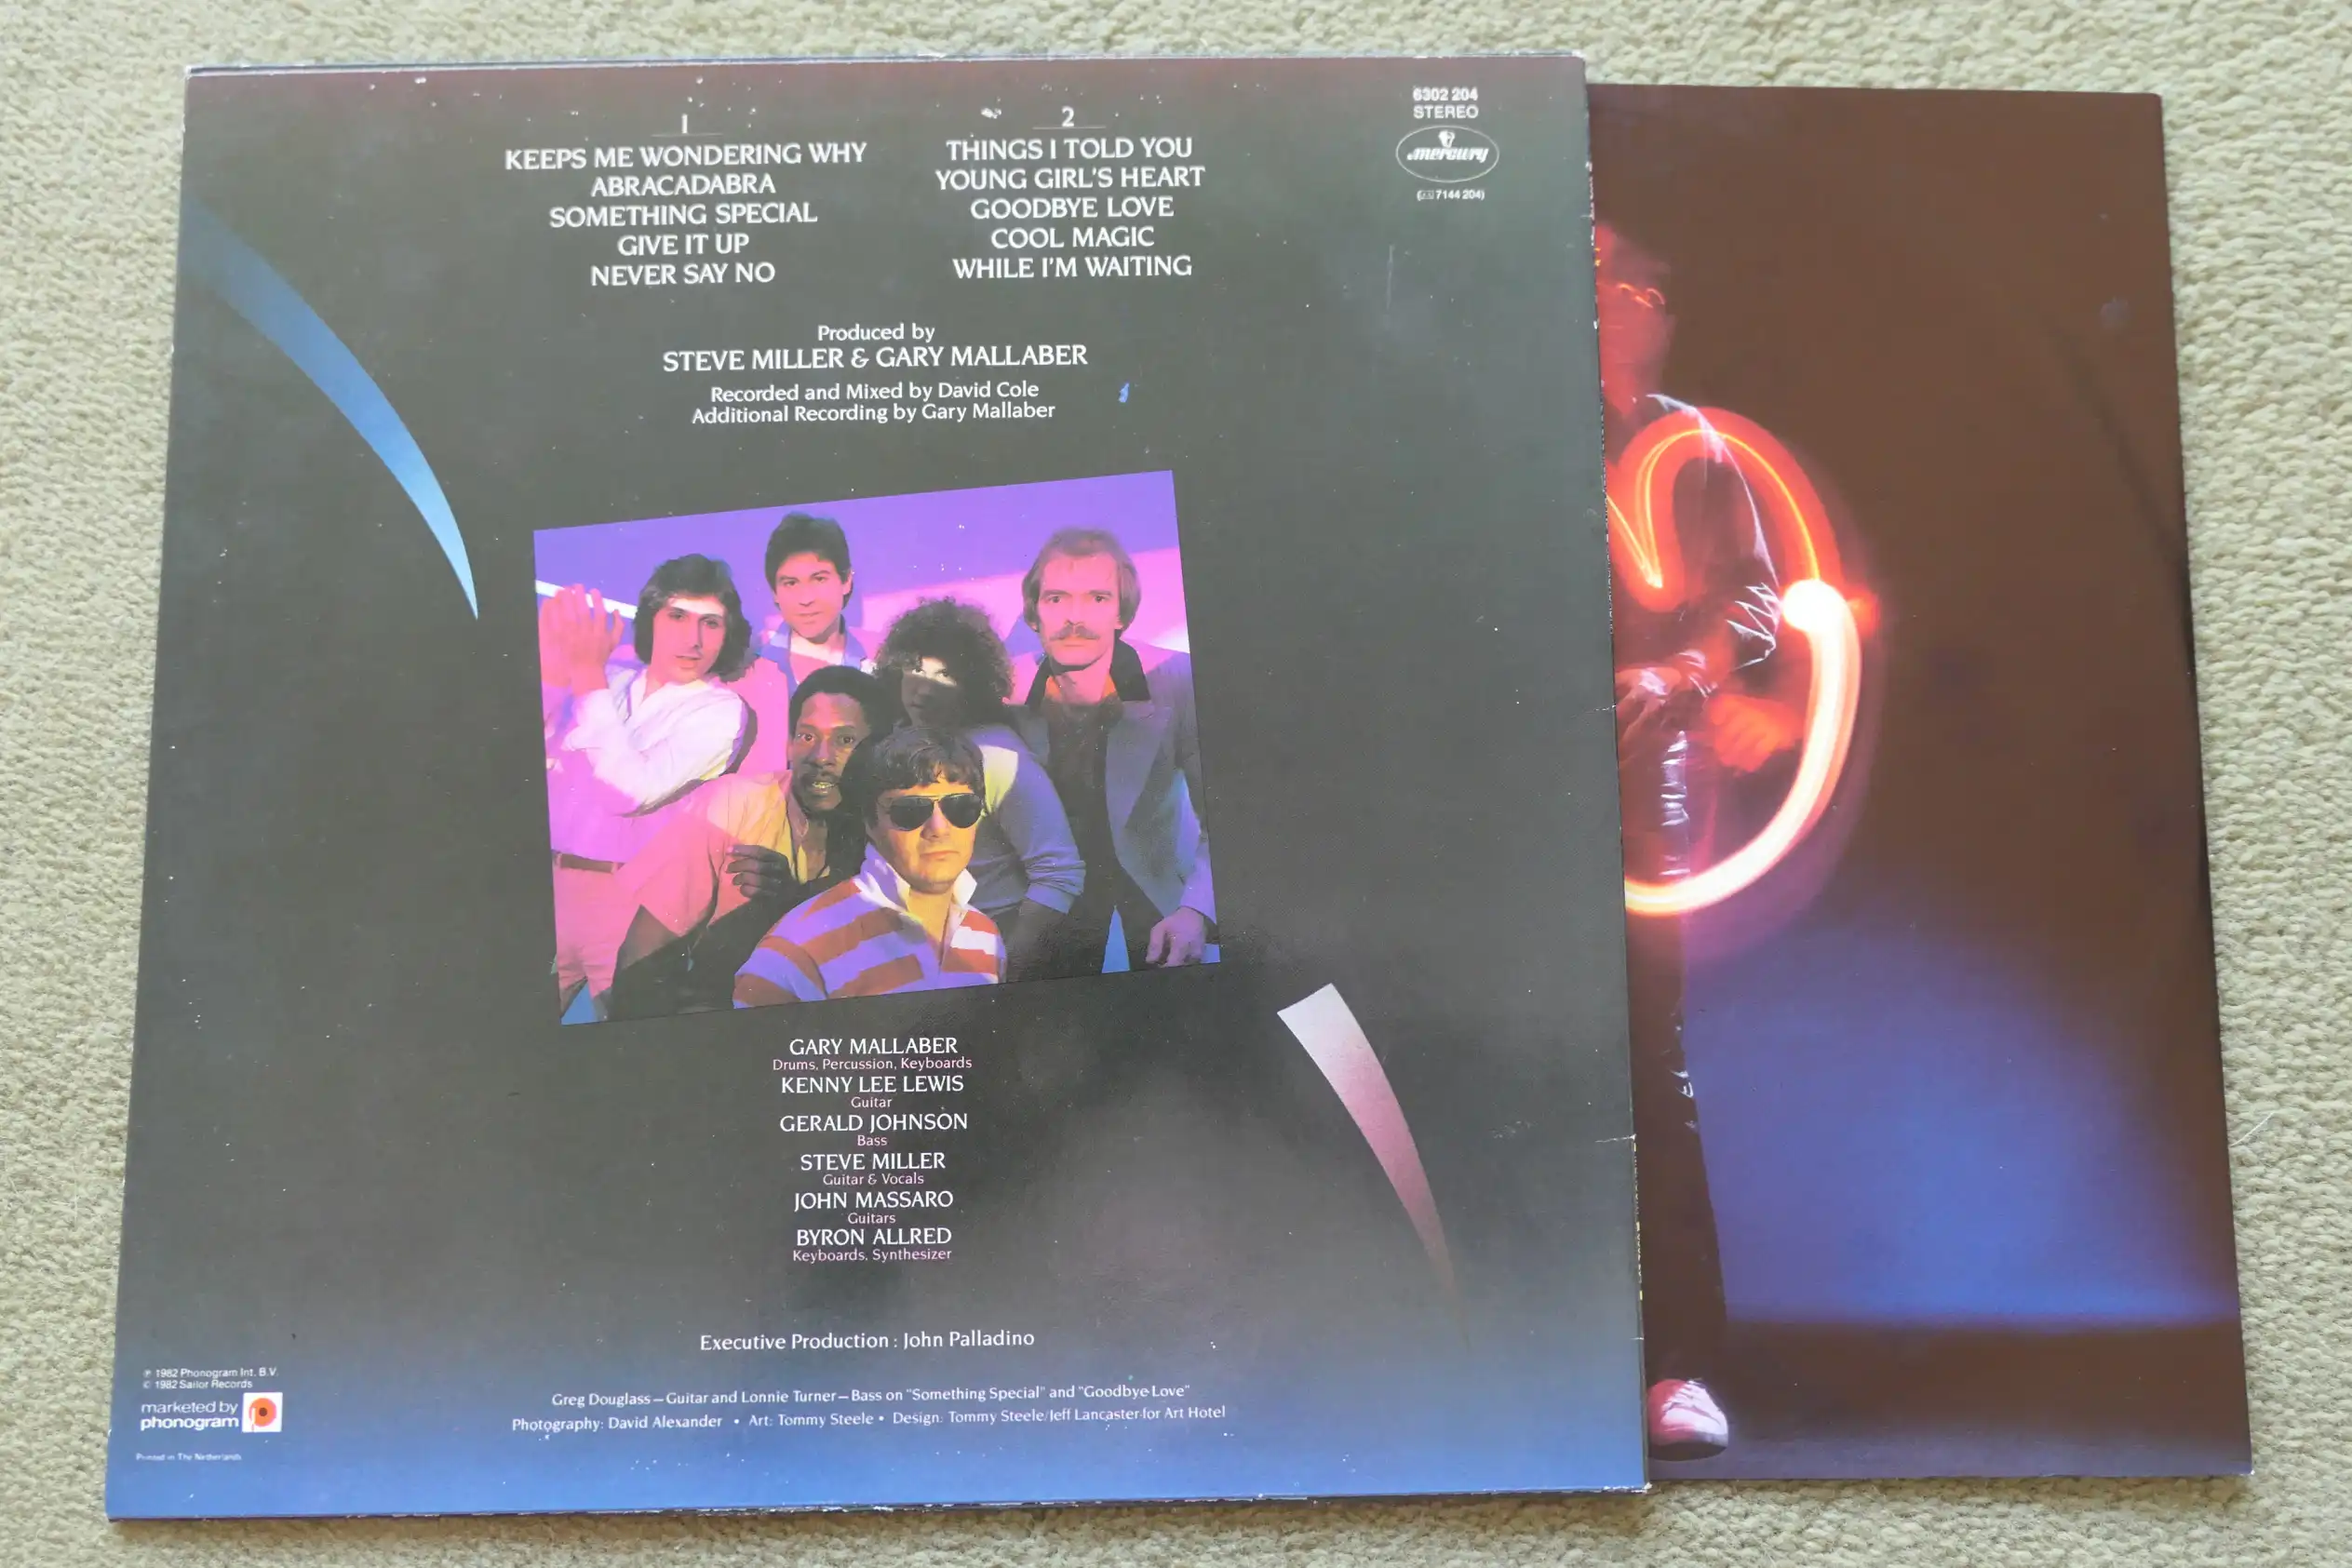 1
KEEPS ME WONDERING WHY
ABRACADABRA
SOMETHING SPECIAL
GIVE IT UP
NEVER SAY NO
2
THINGS I TOLD YOU
YOUNG GIRL'S HEART
GOODBYE LOVE
COOL MAGIC
WHILE I'M WAITING
6302 204
STEREO
mercury
7144 204)
Produced by
STEVE MILLER & GARY MALLABER
Recorded and Mixed by David Cole
Additional Recording by Gary Mallaber
GARY MALLABER
Drums, Percussion, Keyboards
KENNY LEE LEWIS
Guitar
GERALD JOHNSON
Bass
STEVE MILLER
Guitar & Vocals
JOHN MASSARO
Guitars
BYRON ALLRED
Keyboards, Synthesizer
Executive Production : John Palladino
Greg Douglass — Guitar and Lonnie Turner — Bass on "Something Special" and "Goodbye Love"
Photography: David Alexander • Art: Tommy Steele • Design: Tommy Steele/Jeff Lancaster for Art Hotel
℗ 1982 Phonogram Int. B.V.
© 1982 Sailor Records
marketed by
phonogram
Printed in The Netherlands